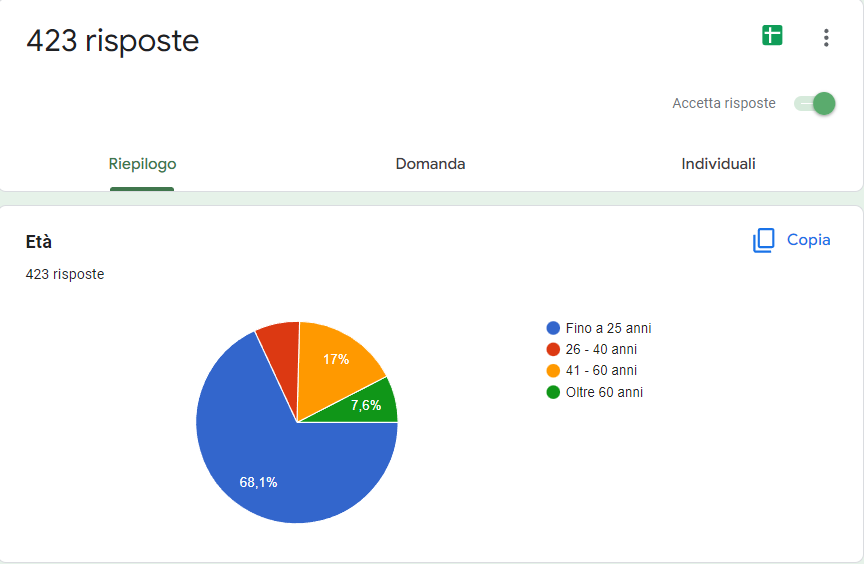 423 risposte
Accetta risposte
Riepilogo
Domanda
Individuali
Età
Copia
423 risposte
Fino a 25 anni
26 - 40 anni
41 - 60 anni
Oltre 60 anni
17%
7,6%
68,1%